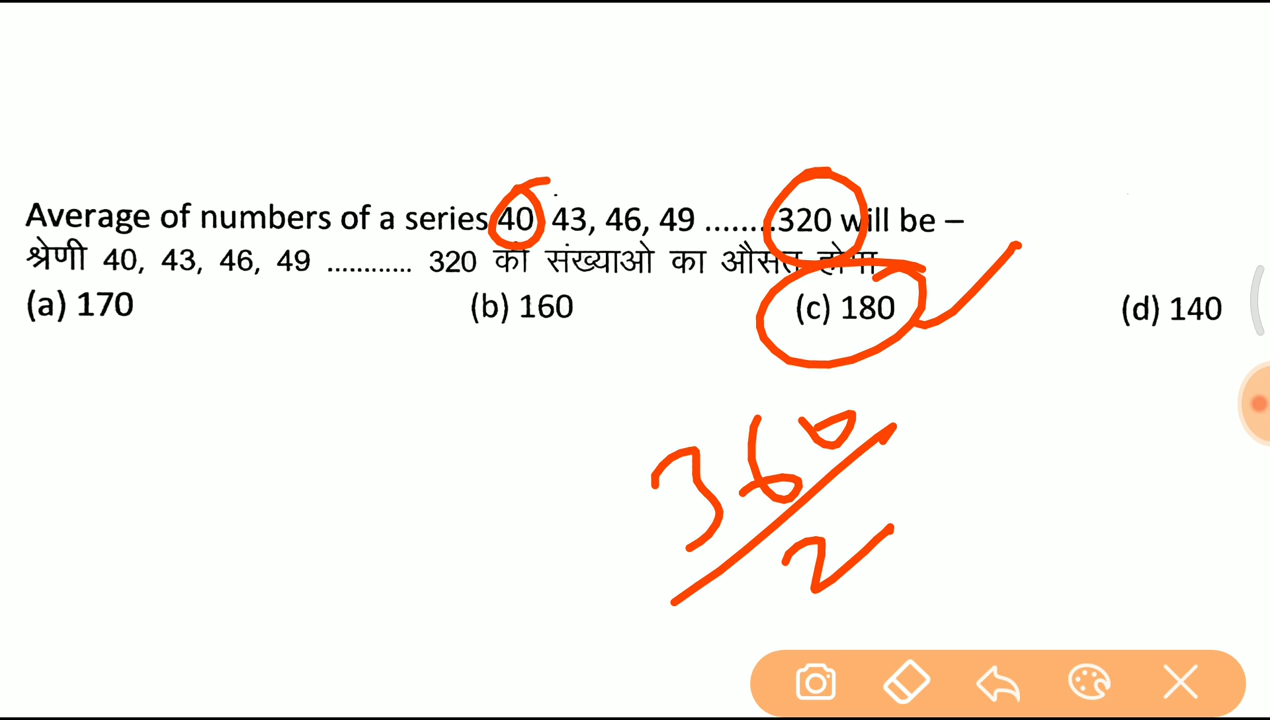 Average of numbers of a series 40, 43, 46, 49 ........320 will be –
श्रेणी 40, 43, 46, 49 ............ 320 की संख्याओ का औसत होगा
(a) 170 (b) 160 (c) 180 (d) 140
360
2